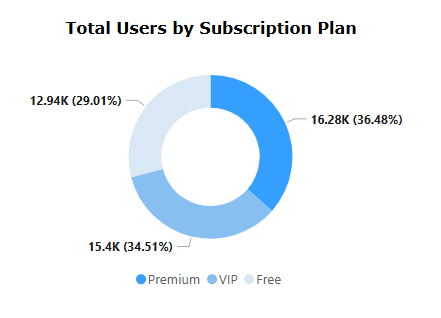 Total Users by Subscription Plan
12.94K (29.01%)
16.28K (36.48%)
15.4K (34.51%)
Premium VIP Free